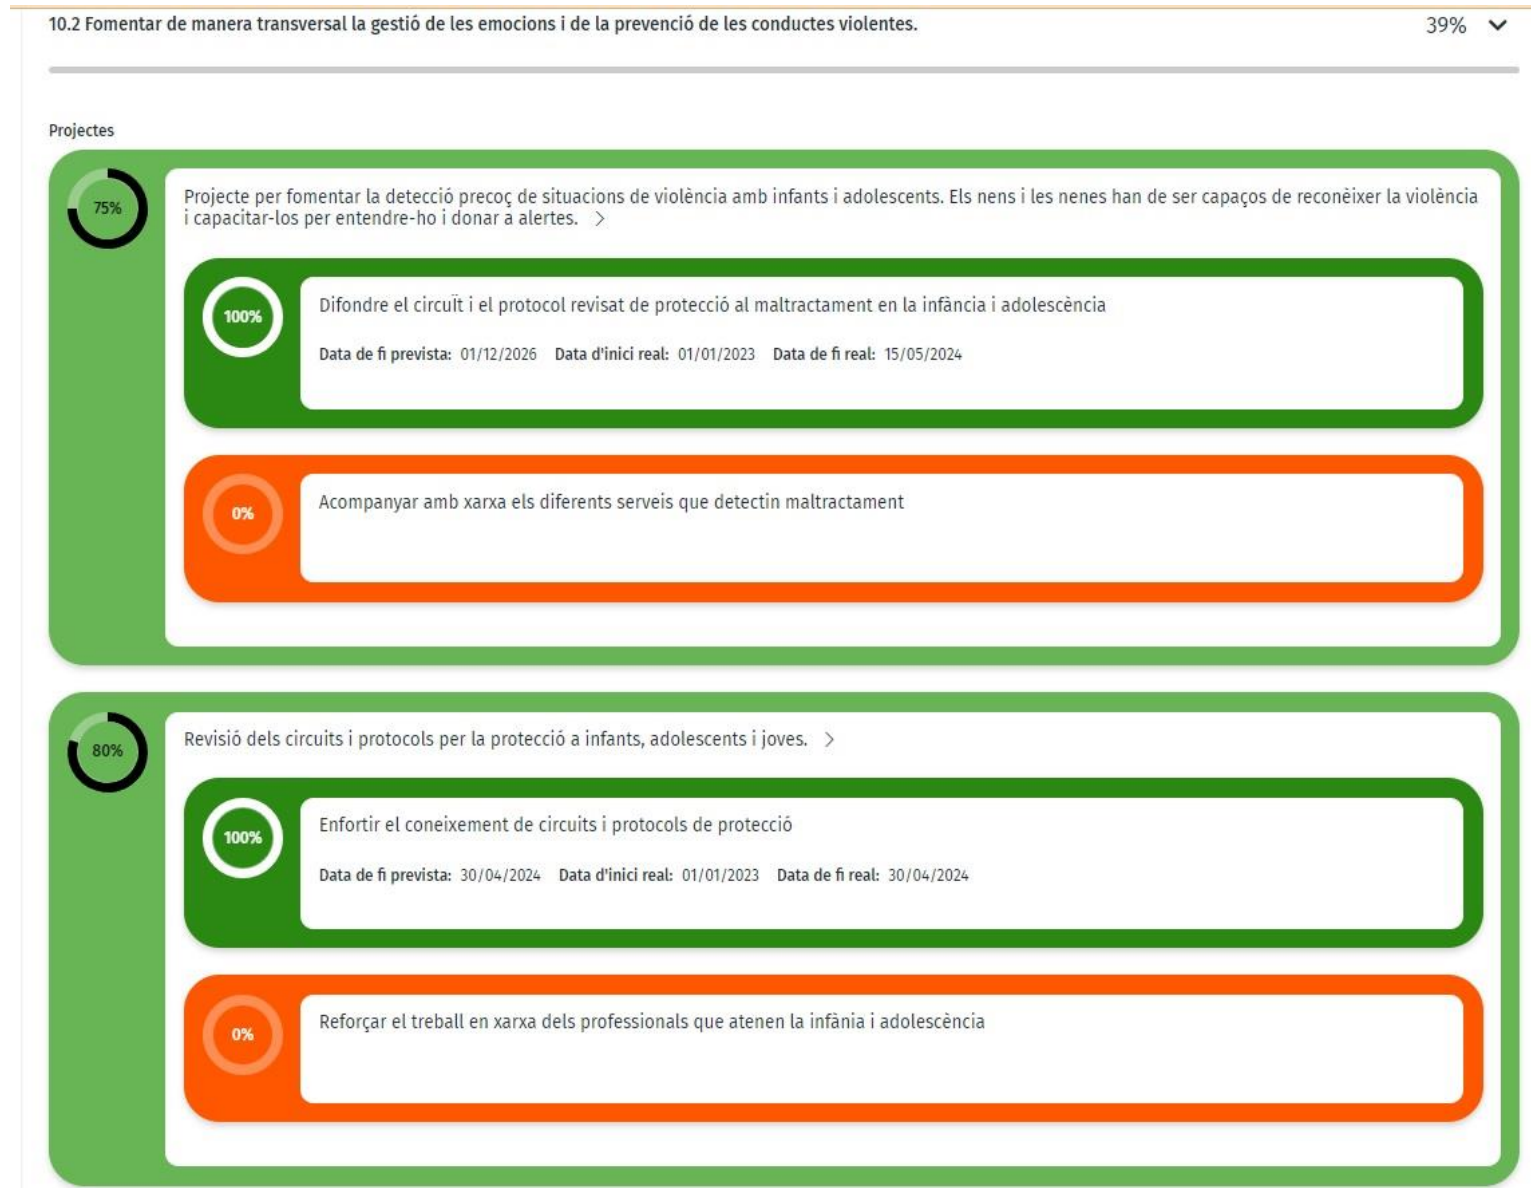 10.2 Fomentar de manera transversal la gestió de les emocions i de la prevenció de les conductes violentes.
39%
Projectes
75%
Projecte per fomentar la detecció precoç de situacions de violència amb infants i adolescents. Els nens i les nenes han de ser capaços de reconèixer la violència
i capacitar-los per entendre-ho i donar a alertes.
100%
Difondre el circuït i el protocol revisat de protecció al maltractament en la infància i adolescència
Data de fi prevista: 01/12/2026 Data d'inici real: 01/01/2023 Data de fi real: 15/05/2024
0%
Acompanyar amb xarxa els diferents serveis que detectin maltractament
80%
Revisió dels circuits i protocols per la protecció a infants, adolescents i joves.
100%
Enfortir el coneixement de circuits i protocols de protecció
Data de fi prevista: 30/04/2024 Data d'inici real: 01/01/2023 Data de fi real: 30/04/2024
0%
Reforçar el treball en xarxa dels professionals que atenen la infània i adolescència